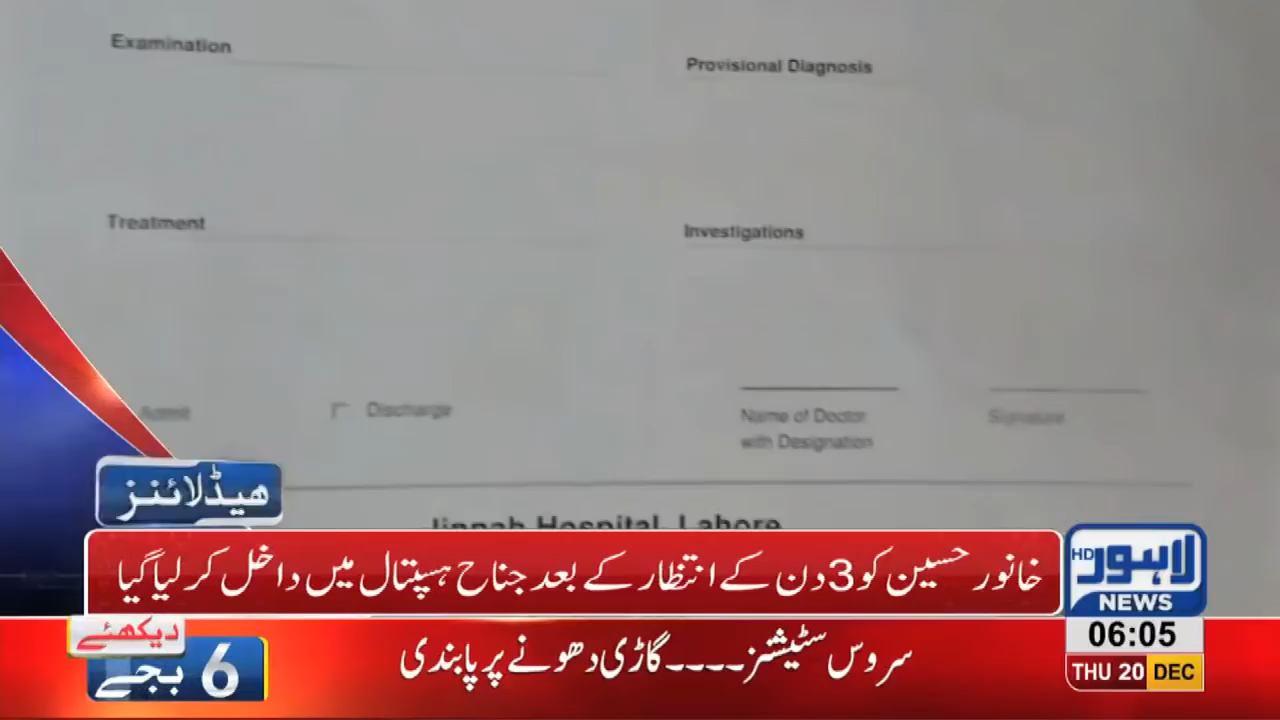 Examination
Provisional Diagnosis
Treatment
Investigations
Admit
Discharge
Name of Doctor
with Designation
Signature
Jinnah Hospital, Lahore
ھیڈلائنز
خانور حسین کو 3 دن کے انتظار کے بعد جناح ہسپتال میں داخل کر لیا گیا
لاہور
HD
NEWS
دیکھئے
6 بجے
سروس سٹیشنز۔۔۔۔گاڑی دھونے پر پابندی
06:05
THU 20 DEC